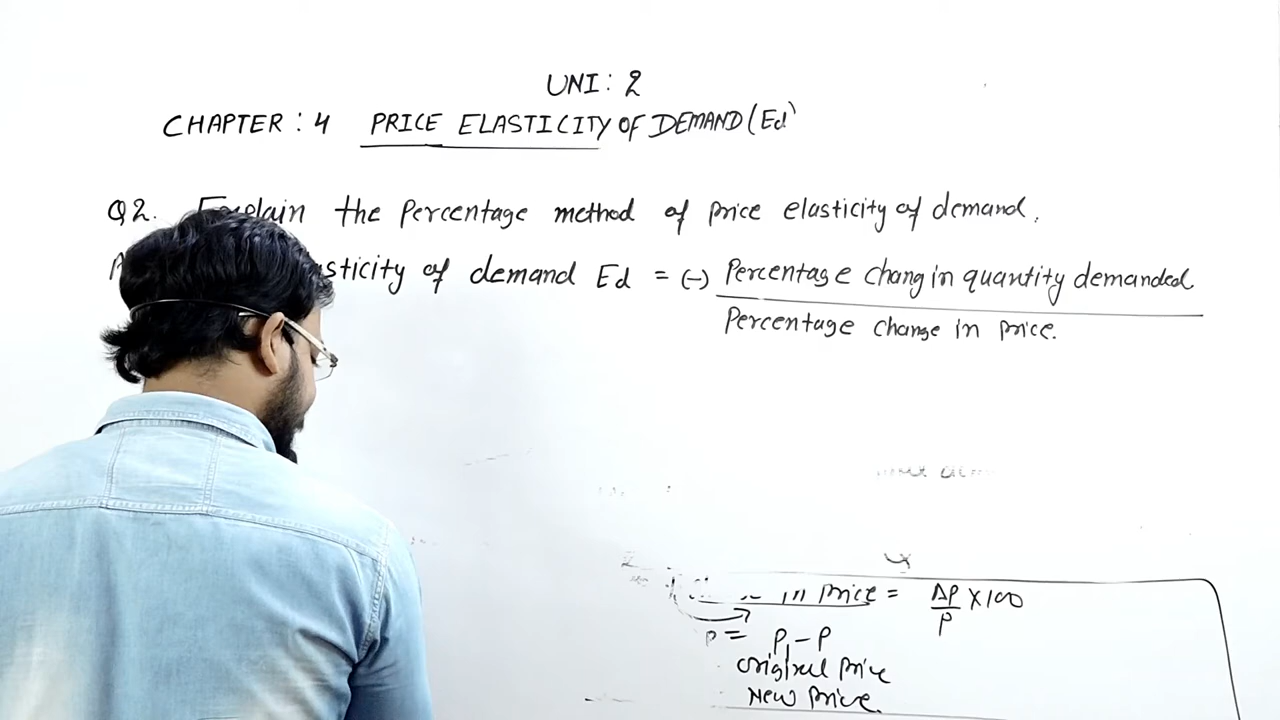 UNI: 2
CHAPTER : 4 PRICE ELASTICITY OF DEMAND (Ed)
Q2. Explain the Percentage method of price elasticity of demand.
sticity of demand Ed = (-) Percentage chang in quantity demanded
Percentage change in price.
in price = ΔP/P × 100
P = P₁ - P
original price
New price.